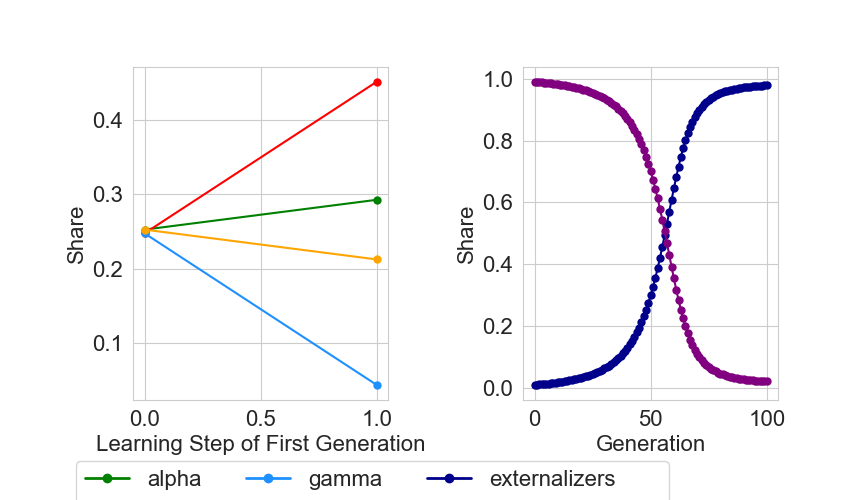 0.4
0.3
0.2
0.1
Share
0.0 0.5 1.0
Learning Step of First Generation
1.0
0.8
0.6
0.4
0.2
0.0
Share
0 50 100
Generation
alpha gamma externalizers